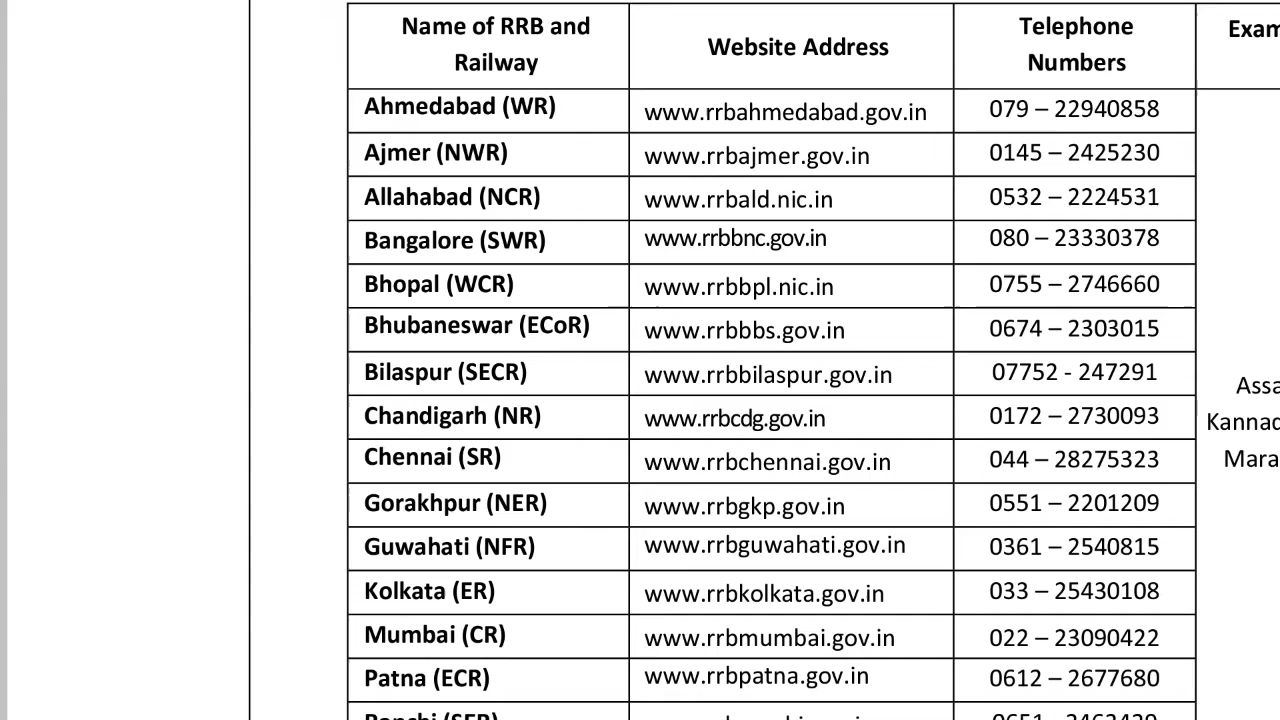 Name of RRB and Railway Website Address Telephone Numbers Exam
Ahmedabad (WR) www.rrbahmedabad.gov.in 079 – 22940858
Ajmer (NWR) www.rrbajmer.gov.in 0145 – 2425230
Allahabad (NCR) www.rrbald.nic.in 0532 – 2224531
Bangalore (SWR) www.rrbbnc.gov.in 080 – 23330378
Bhopal (WCR) www.rrbbpl.nic.in 0755 – 2746660
Bhubaneswar (ECoR) www.rrbbbs.gov.in 0674 – 2303015
Bilaspur (SECR) www.rrbbilaspur.gov.in 07752 - 247291
Assa
Chandigarh (NR) www.rrbcdg.gov.in 0172 – 2730093
Kannad
Chennai (SR) www.rrbchennai.gov.in 044 – 28275323
Mara
Gorakhpur (NER) www.rrbgkp.gov.in 0551 – 2201209
Guwahati (NFR) www.rrbguwahati.gov.in 0361 – 2540815
Kolkata (ER) www.rrbkolkata.gov.in 033 – 25430108
Mumbai (CR) www.rrbmumbai.gov.in 022 – 23090422
Patna (ECR) www.rrbpatna.gov.in 0612 – 2677680